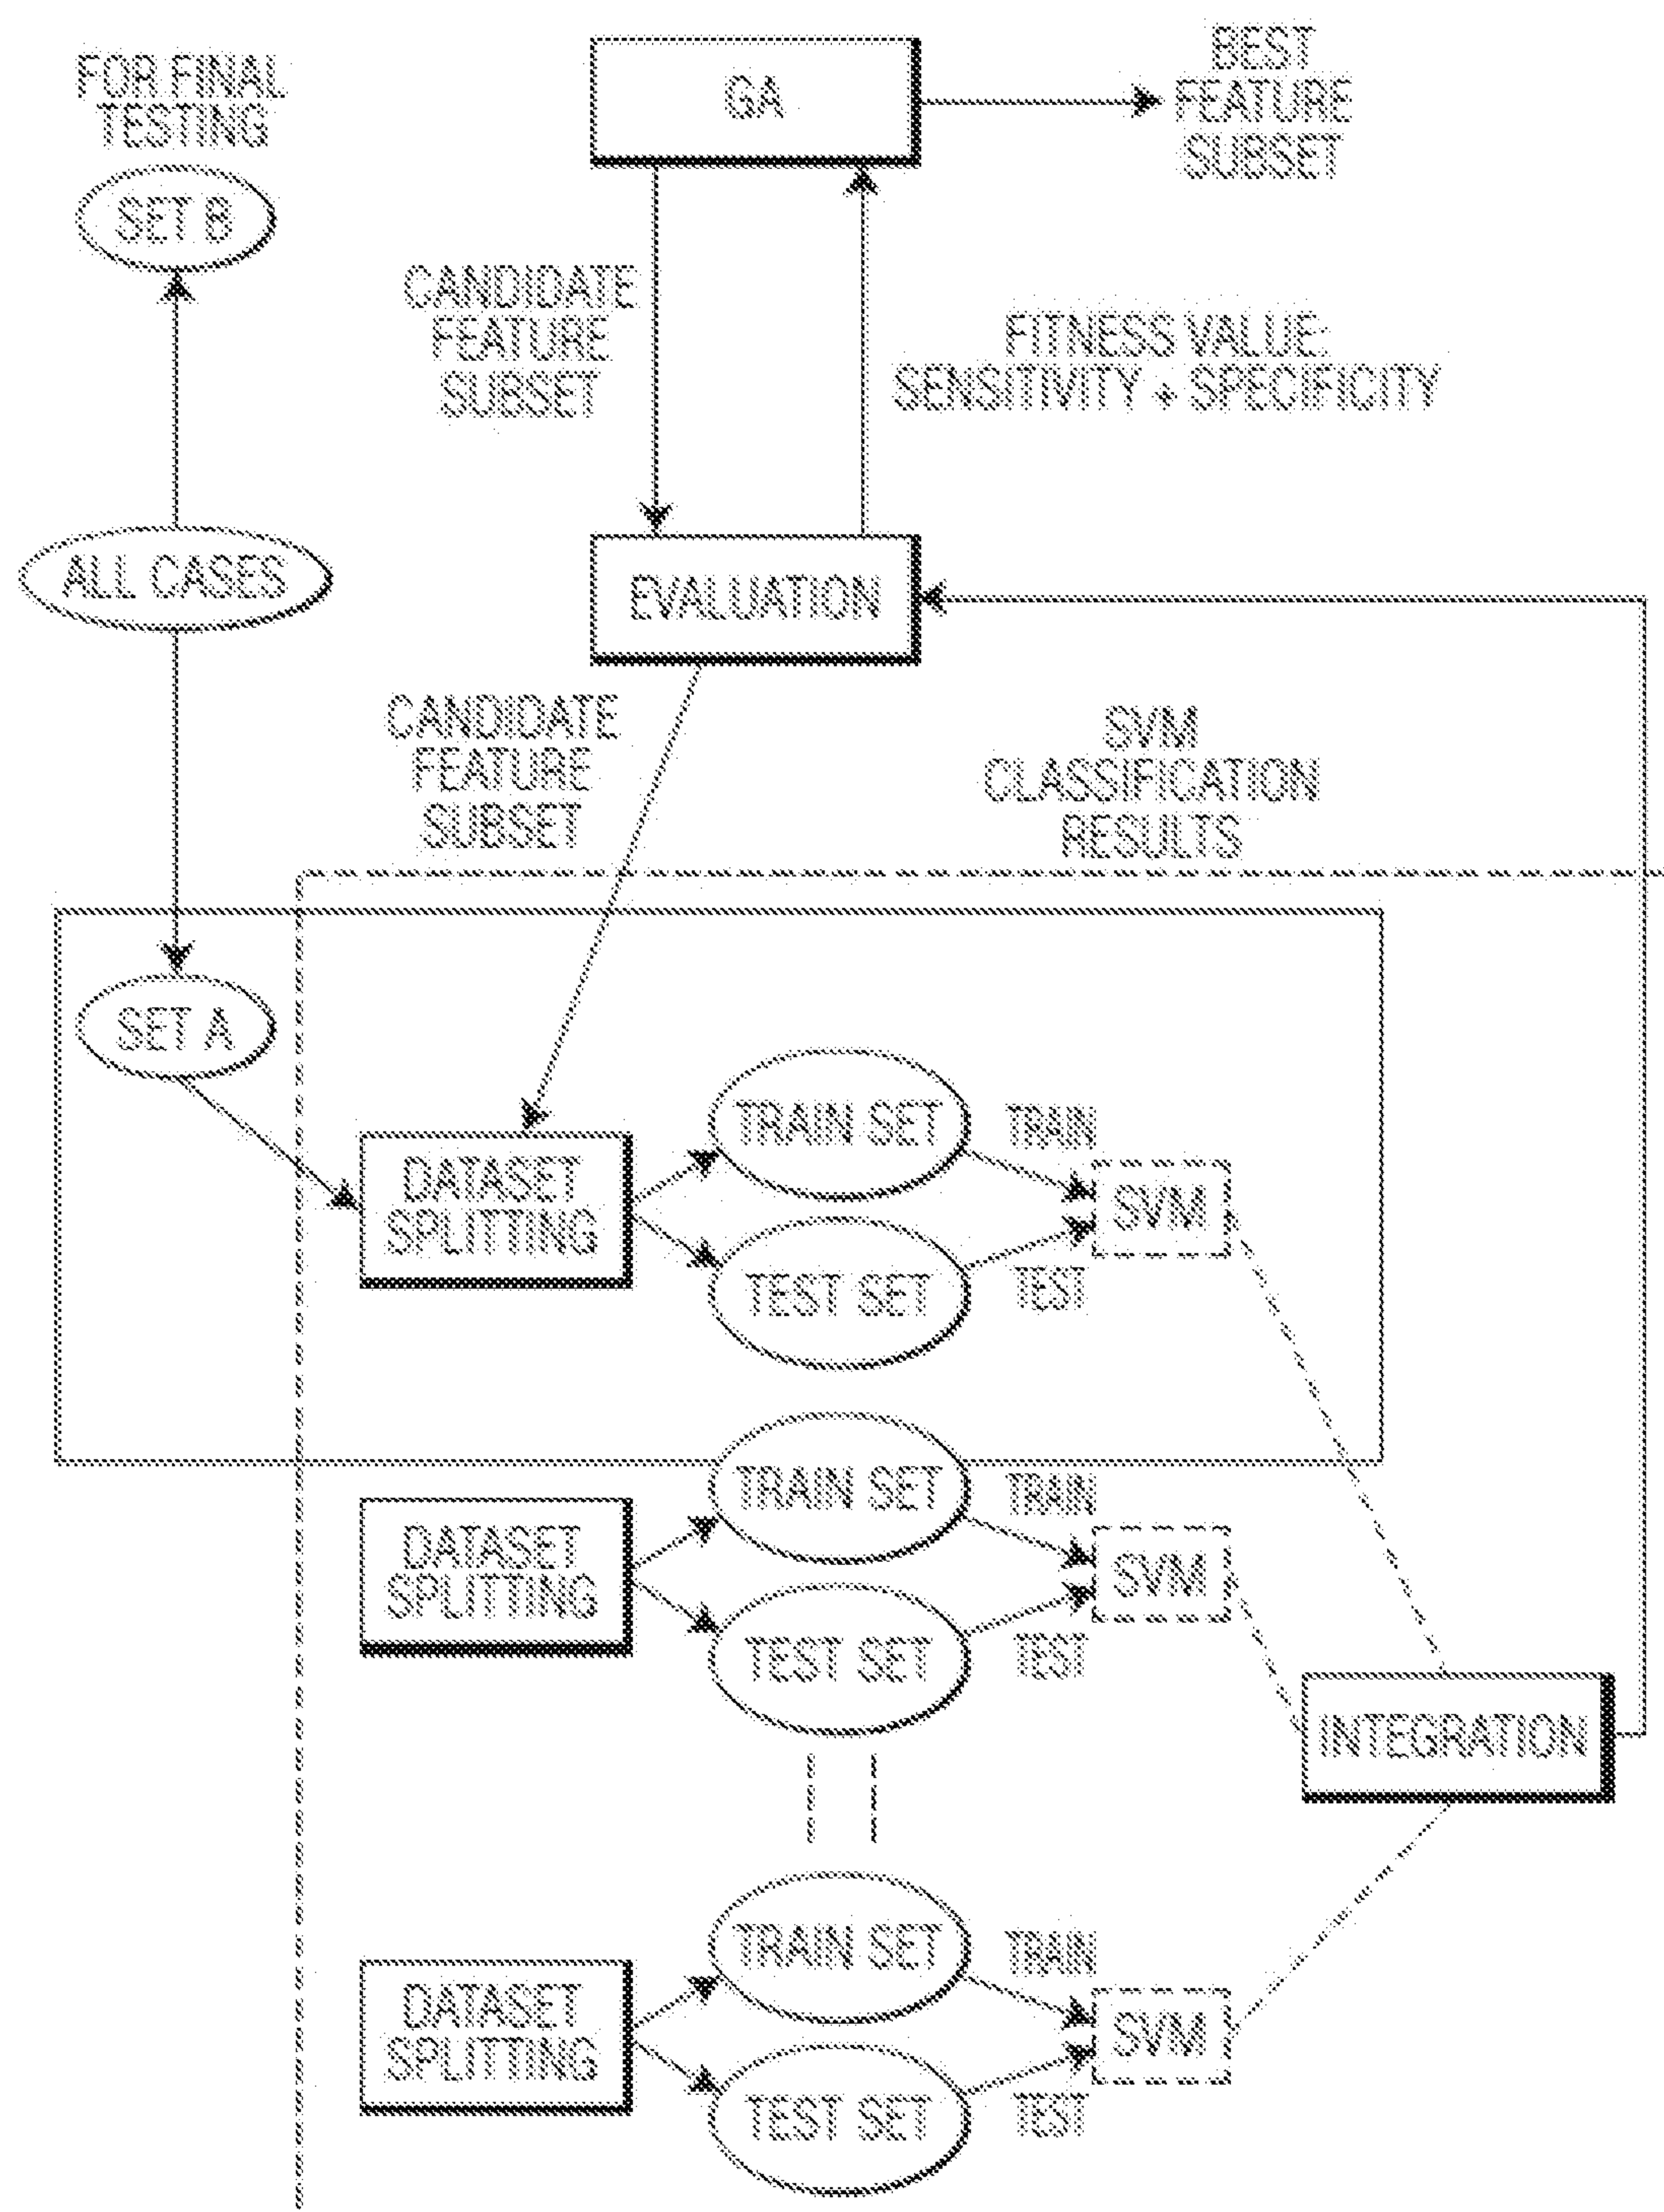 FOR FINAL
TESTING
SET B
GA
BEST
FEATURE
SUBSET
CANDIDATE
FEATURE
SUBSET
FITNESS VALUE:
SENSITIVITY + SPECIFICITY
ALL CASES
EVALUATION
CANDIDATE
FEATURE
SUBSET
SVM
CLASSIFICATION
RESULTS
SET A
DATASET
SPLITTING
TRAIN SET
TRAIN
SVM
TEST SET
TEST
DATASET
SPLITTING
TRAIN SET
TRAIN
SVM
TEST SET
TEST
INTEGRATION
DATASET
SPLITTING
TRAIN SET
TRAIN
SVM
TEST SET
TEST